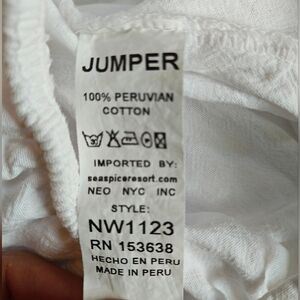 JUMPER
100% PERUVIAN
COTTON
IMPORTED BY:
seaspiceresort.com
NEO NYC INC
STYLE:
NW1123
RN 153638
HECHO EN PERU
MADE IN PERU